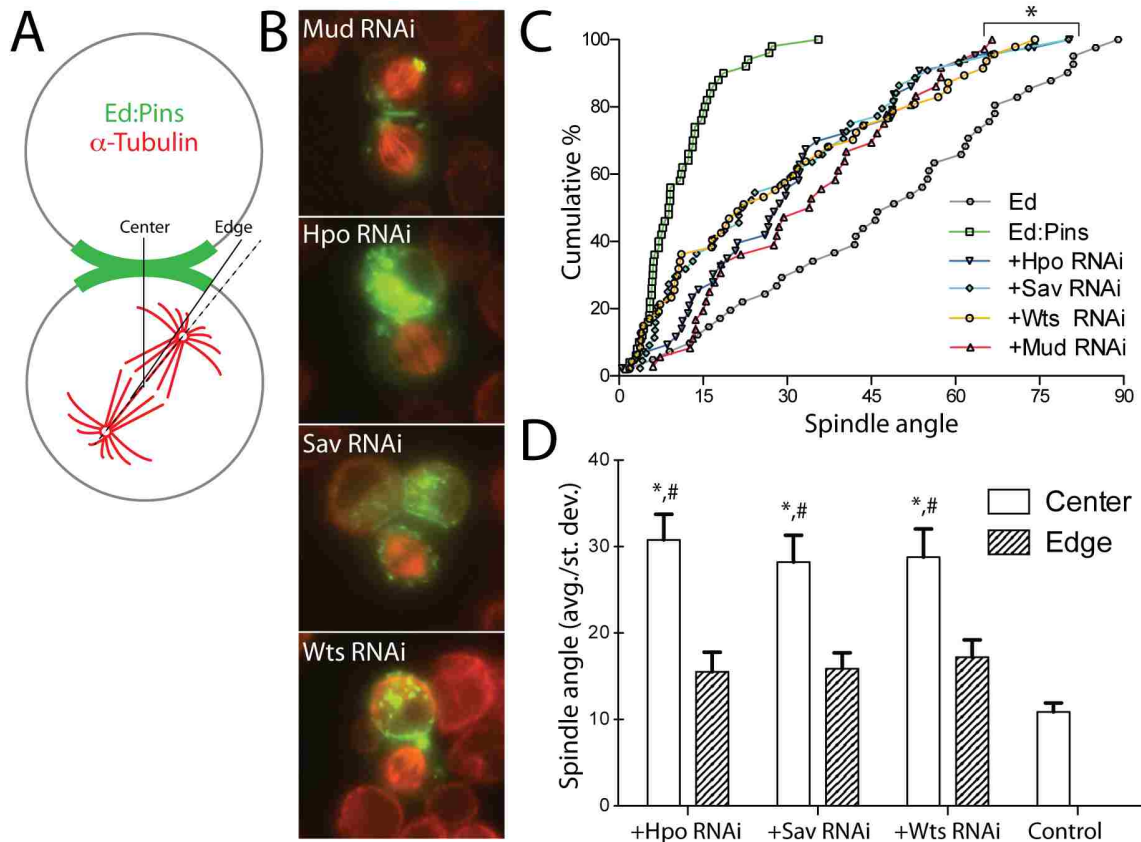 A
Ed:Pins
α-Tubulin
Center
Edge
B
Mud RNAi
Hpo RNAi
Sav RNAi
Wts RNAi
C
*
Cumulative %
100
80
60
40
20
0
0 15 30 45 60 75 90
Spindle angle
Ed
Ed:Pins
+Hpo RNAi
+Sav RNAi
+Wts RNAi
+Mud RNAi
D
Spindle angle (avg./st. dev.)
40
30
20
10
0
*,#
*,#
*,#
Center
Edge
+Hpo RNAi +Sav RNAi +Wts RNAi Control